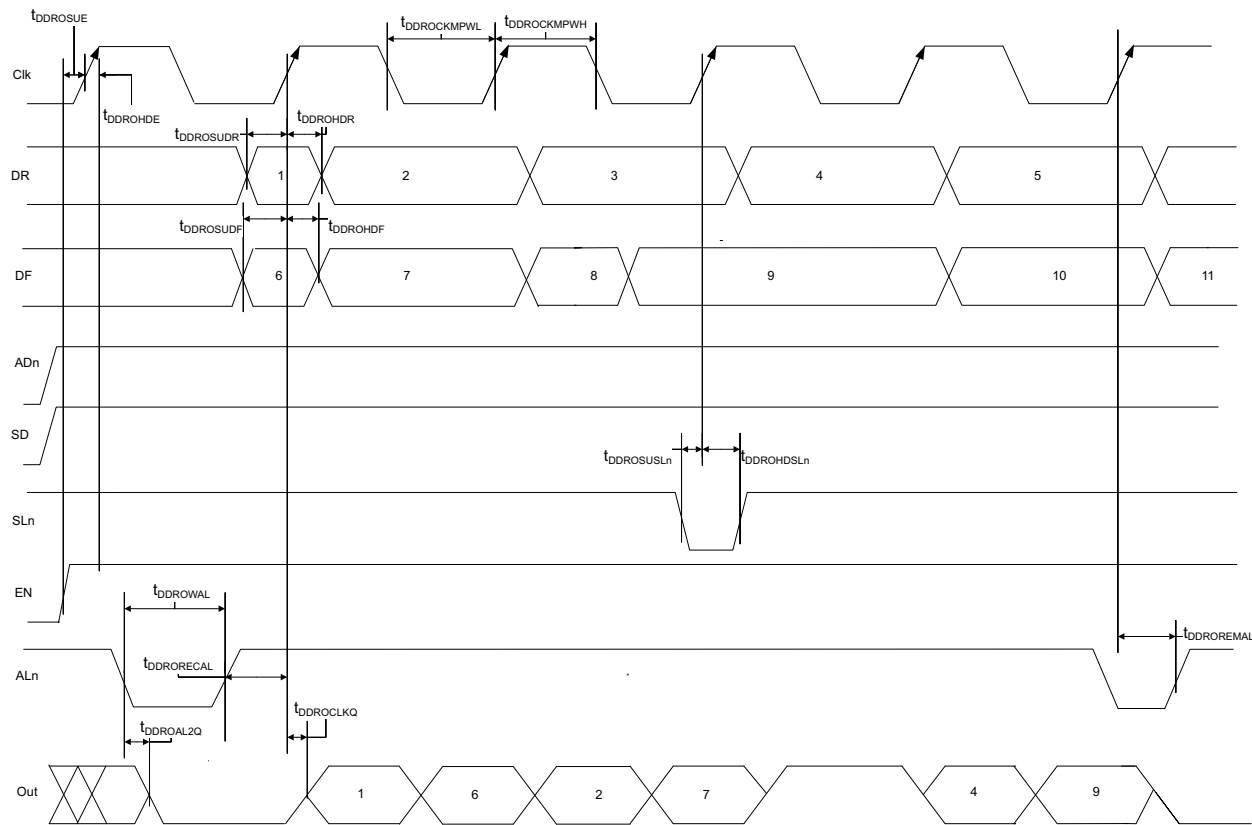 tDDROSUE
tDDROCKMPWL tDDROCKMPWH
Clk
tDDROHDE
tDDROSUDR tDDROHDR
DR 1 2 3 4 5
tDDROSUDF tDDROHDF
DF 6 7 8 9 10 11
ADn
SD
tDDROSUSLn tDDROHDSLn
SLn
EN
tDDROWAL
tDDRORECAL tDDROREMAL
ALn
tDDROCLKQ
tDDROAL2Q
Out 1 6 2 7 4 9